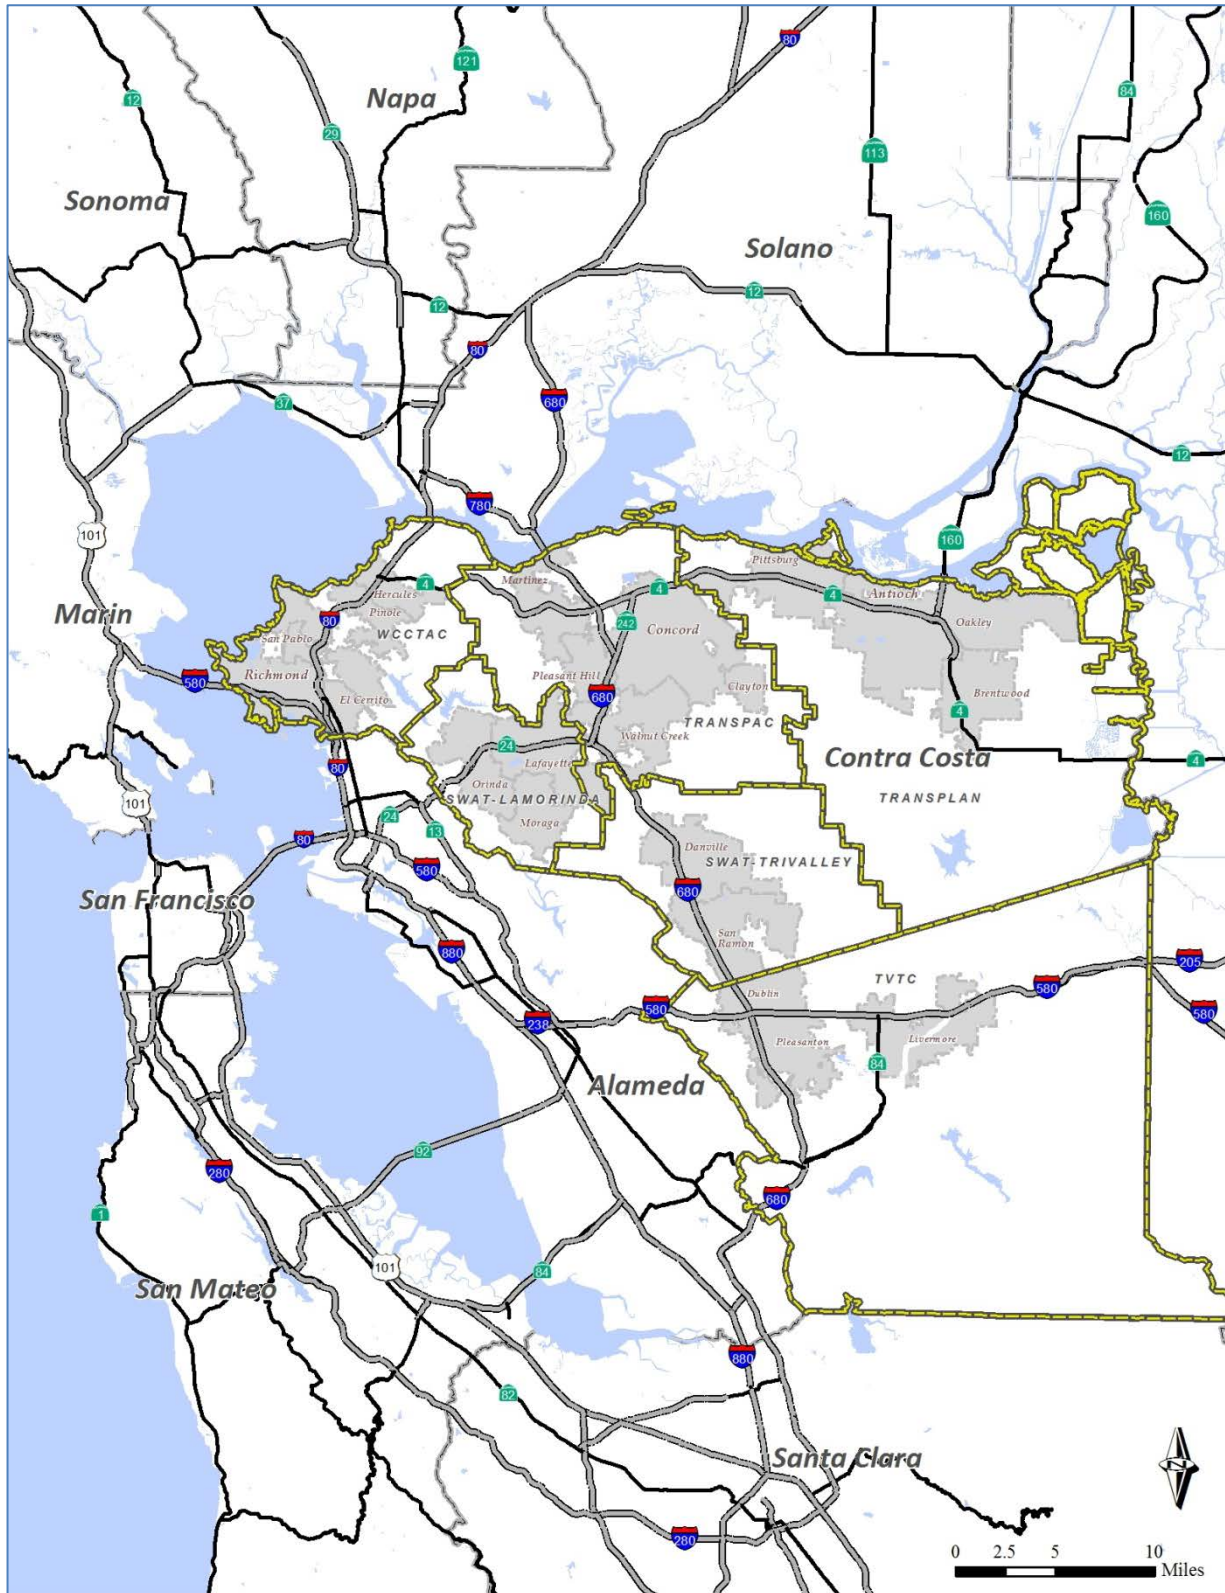 80
121
Napa
12
84
29
113
Sonoma
160
Solano
12
12
80
680
37
12
780
101
160
Pittsburg
Martinez
4
4
Hercules
4
Antioch
Marin
Pinole
80
242
Oakley
WCCTAC
Concord
San Pablo
Richmond
580
Pleasant Hill
Clayton
Brentwood
El Cerrito
680
4
TRANSPAC
Walnut Creek
24
Contra Costa
4
Lafayette
80
Orinda
TRANSPLAN
SWAT-LAMORINDA
101
24
Moraga
13
80
Danville
SWAT-TRIVALLEY
580
680
San Francisco
San
Ramon
880
205
TVTC
580
Dublin
580
580
238
Livermore
Pleasanton
84
Alameda
92
280
680
1
101
84
San Mateo
880
82
Santa Clara
N
280
0 2.5 5 10
Miles